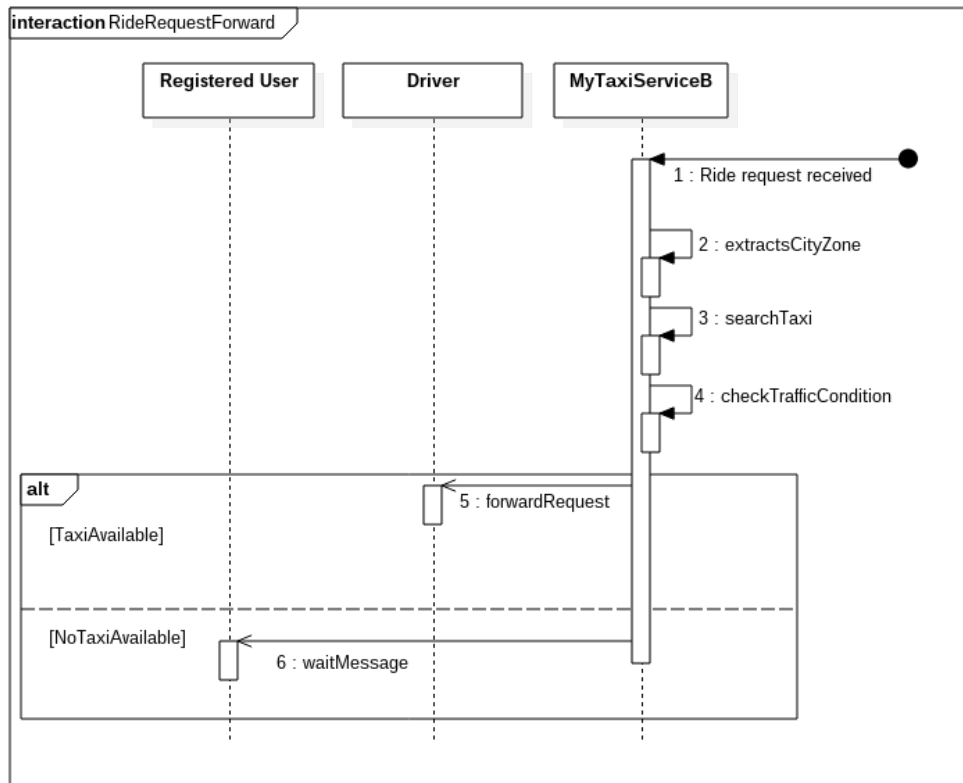 interaction RideRequestForward
Registered User
Driver
MyTaxiServiceB
1 : Ride request received
2 : extractsCityZone
3 : searchTaxi
4 : checkTrafficCondition
alt
5 : forwardRequest
[TaxiAvailable]
[NoTaxiAvailable]
6 : waitMessage